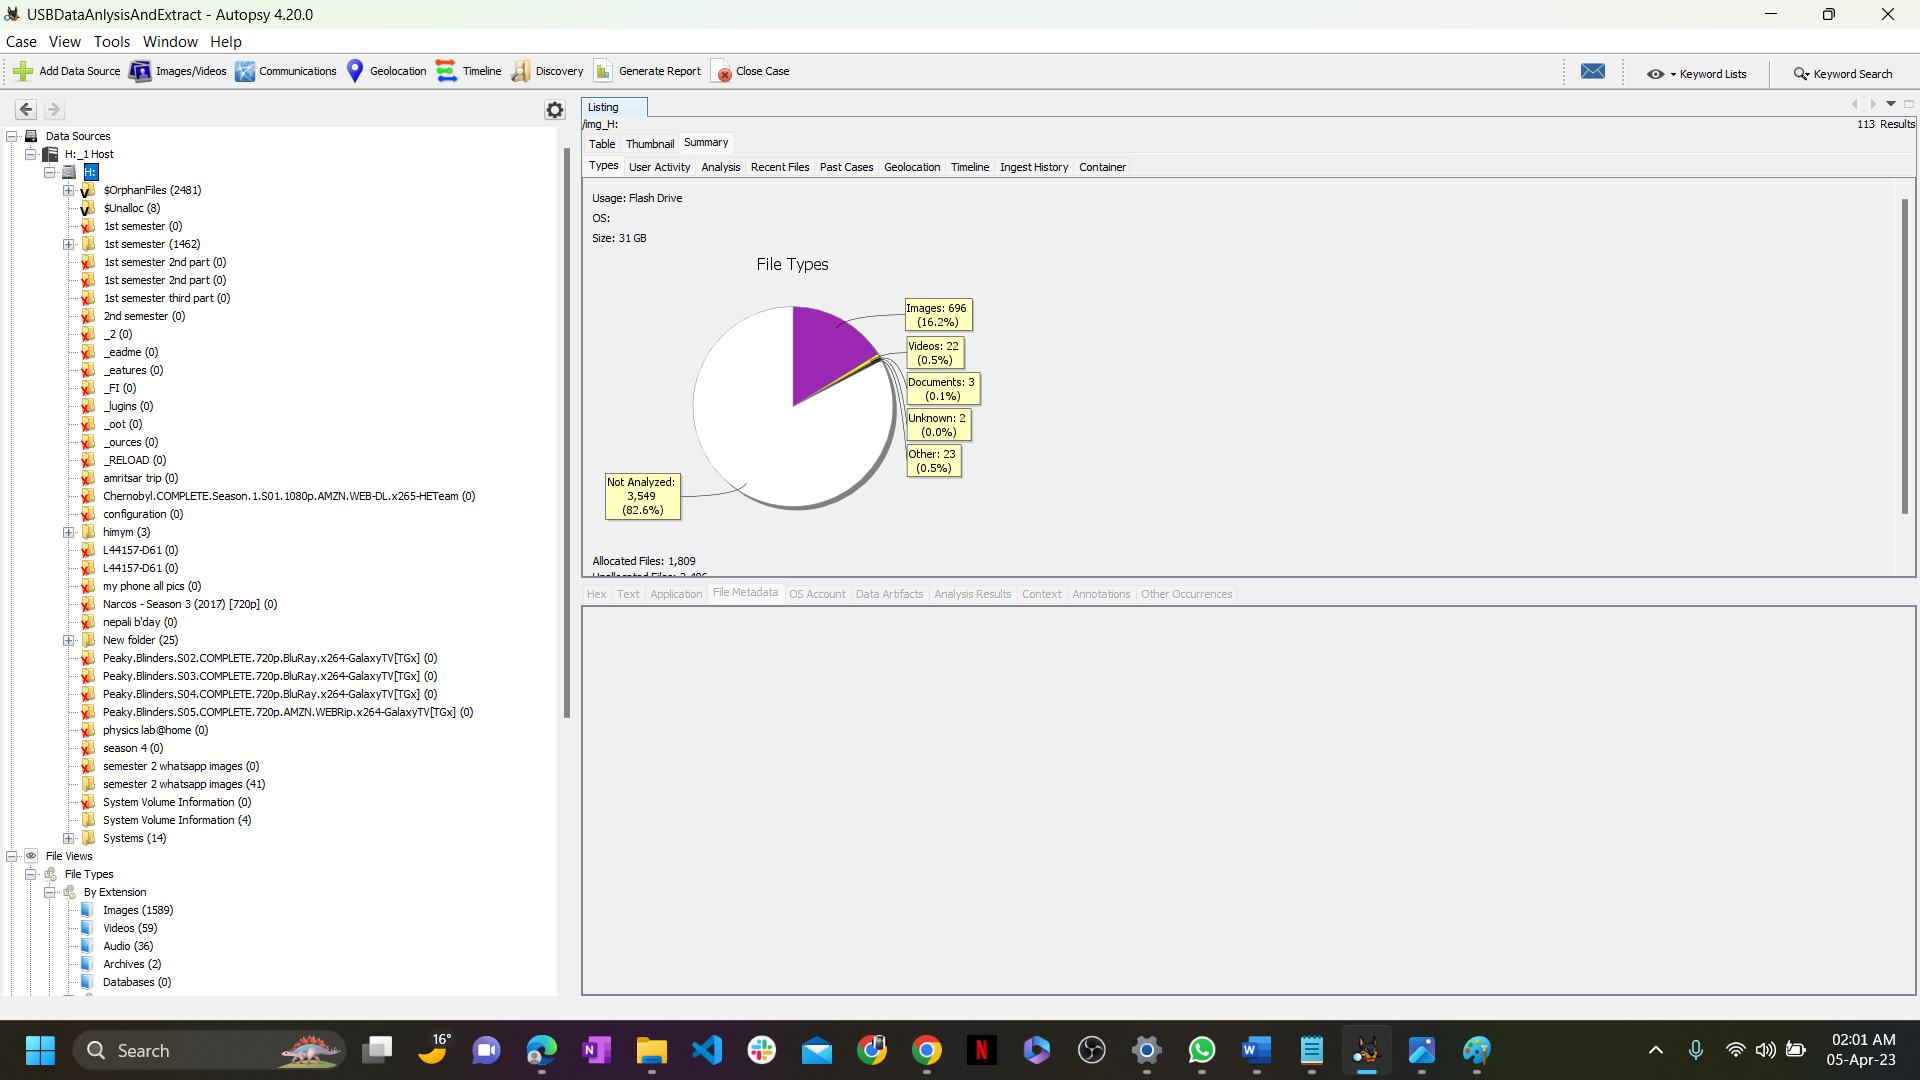 USBDataAnlysisAndExtract - Autopsy 4.20.0
Case View Tools Window Help
Add Data Source Images/Videos Communications Geolocation Timeline Discovery Generate Report Close Case Keyword Lists Keyword Search
Data Sources
H:_1 Host
H:
$OrphanFiles (2481)
$Unalloc (8)
1st semester (0)
1st semester (1462)
1st semester 2nd part (0)
1st semester 2nd part (0)
1st semester third part (0)
2nd semester (0)
_2 (0)
_eadme (0)
_eatures (0)
_FI (0)
_lugins (0)
_oot (0)
_ources (0)
_RELOAD (0)
amritsar trip (0)
Chernobyl.COMPLETE.Season.1.S01.1080p.AMZN.WEB-DL.x265-HETeam (0)
configuration (0)
himym (3)
L44157-D61 (0)
L44157-D61 (0)
my phone all pics (0)
Narcos - Season 3 (2017) [720p] (0)
nepali b'day (0)
New folder (25)
Peaky.Blinders.S02.COMPLETE.720p.BluRay.x264-GalaxyTV[TGx] (0)
Peaky.Blinders.S03.COMPLETE.720p.BluRay.x264-GalaxyTV[TGx] (0)
Peaky.Blinders.S04.COMPLETE.720p.BluRay.x264-GalaxyTV[TGx] (0)
Peaky.Blinders.S05.COMPLETE.720p.AMZN.WEBRip.x264-GalaxyTV[TGx] (0)
physics lab@home (0)
season 4 (0)
semester 2 whatsapp images (0)
semester 2 whatsapp images (41)
System Volume Information (0)
System Volume Information (4)
Systems (14)
File Views
File Types
By Extension
Images (1589)
Videos (59)
Audio (36)
Archives (2)
Databases (0)
Listing
/img_H:
113 Results
Table Thumbnail Summary
Types User Activity Analysis Recent Files Past Cases Geolocation Timeline Ingest History Container
Usage: Flash Drive
OS:
Size: 31 GB
File Types
Images: 696
(16.2%)
Videos: 22
(0.5%)
Documents: 3
(0.1%)
Unknown: 2
(0.0%)
Other: 23
(0.5%)
Not Analyzed:
3,549
(82.6%)
Allocated Files: 1,809
Hex Text Application File Metadata OS Account Data Artifacts Analysis Results Context Annotations Other Occurrences
Search
16°
02:01 AM
05-Apr-23